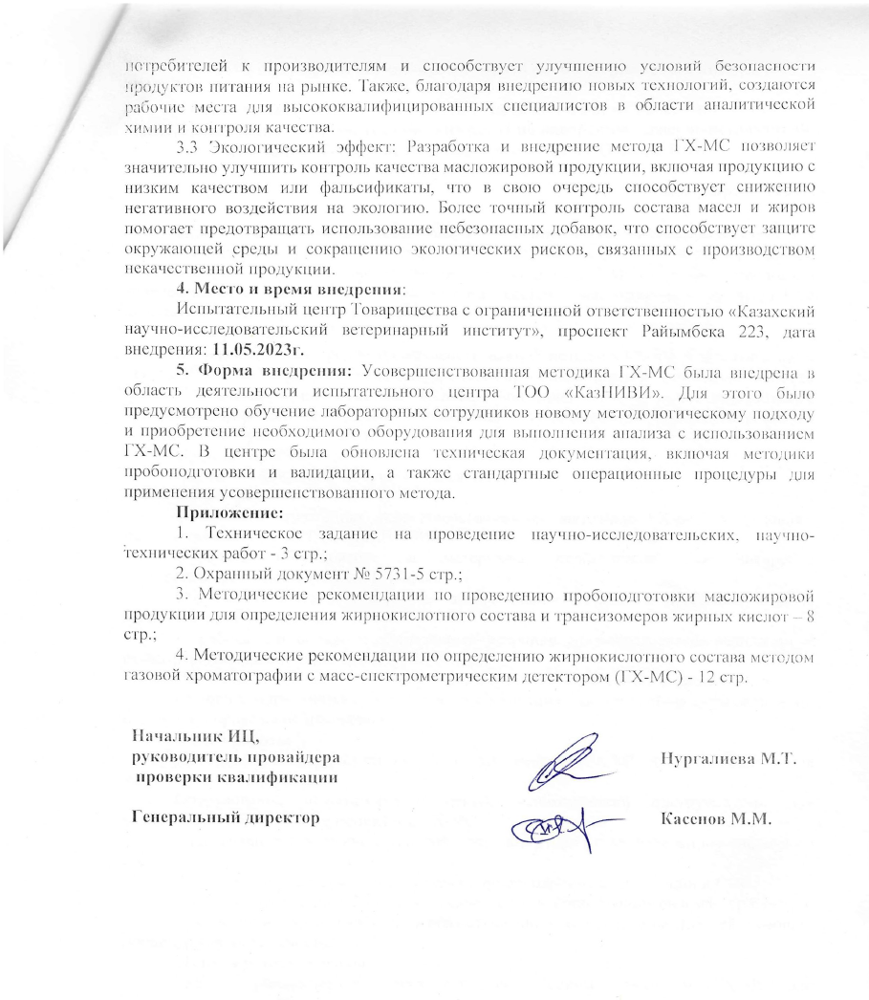 потребителей к производителям и способствует улучшению условий безопасности
продуктов питания на рынке. Также, благодаря внедрению новых технологий, создаются
рабочие места для высококвалифицированных специалистов в области аналитической
химии и контроля качества.
3.3 Экологический эффект: Разработка и внедрение метода ГХ-МС позволяет
значительно улучшить контроль качества масложировой продукции, включая продукцию с
низким качеством или фальсификаты, что в свою очередь способствует снижению
негативного воздействия на экологию. Более точный контроль состава масел и жиров
помогает предотвращать использование небезопасных добавок, что способствует защите
окружающей среды и сокращению экологических рисков, связанных с производством
некачественной продукции.
4. Место и время внедрения:
Испытательный центр Товарищества с ограниченной ответственностью «Казахский
научно-исследовательский ветеринарный институт», проспект Райымбека 223, дата
внедрения: 11.05.2023г.
5. Форма внедрения: Усовершенствованная методика ГХ-МС была внедрена в
область деятельности испытательного центра ТОО «КазНИВИ». Для этого было
предусмотрено обучение лабораторных сотрудников новому методологическому подходу
и приобретение необходимого оборудования для выполнения анализа с использованием
ГХ-МС. В центре была обновлена техническая документация, включая методики
пробоподготовки и валидации, а также стандартные операционные процедуры для
применения усовершенствованного метода.
Приложение:
1. Техническое задание на проведение научно-исследовательских, научно-
технических работ - 3 стр.;
2. Охранный документ № 5731-5 стр.;
3. Методические рекомендации по проведению пробоподготовки масложировой
продукции для определения жирнокислотного состава и трансизомеров жирных кислот – 8
стр.;
4. Методические рекомендации по определению жирнокислотного состава методом
газовой хроматографии с масс-спектрометрическим детектором (ГХ-МС) - 12 стр.
Начальник ИЦ,
руководитель провайдера
проверки квалификации
Нургалиева М.Т.
Генеральный директор
Касенов М.М.